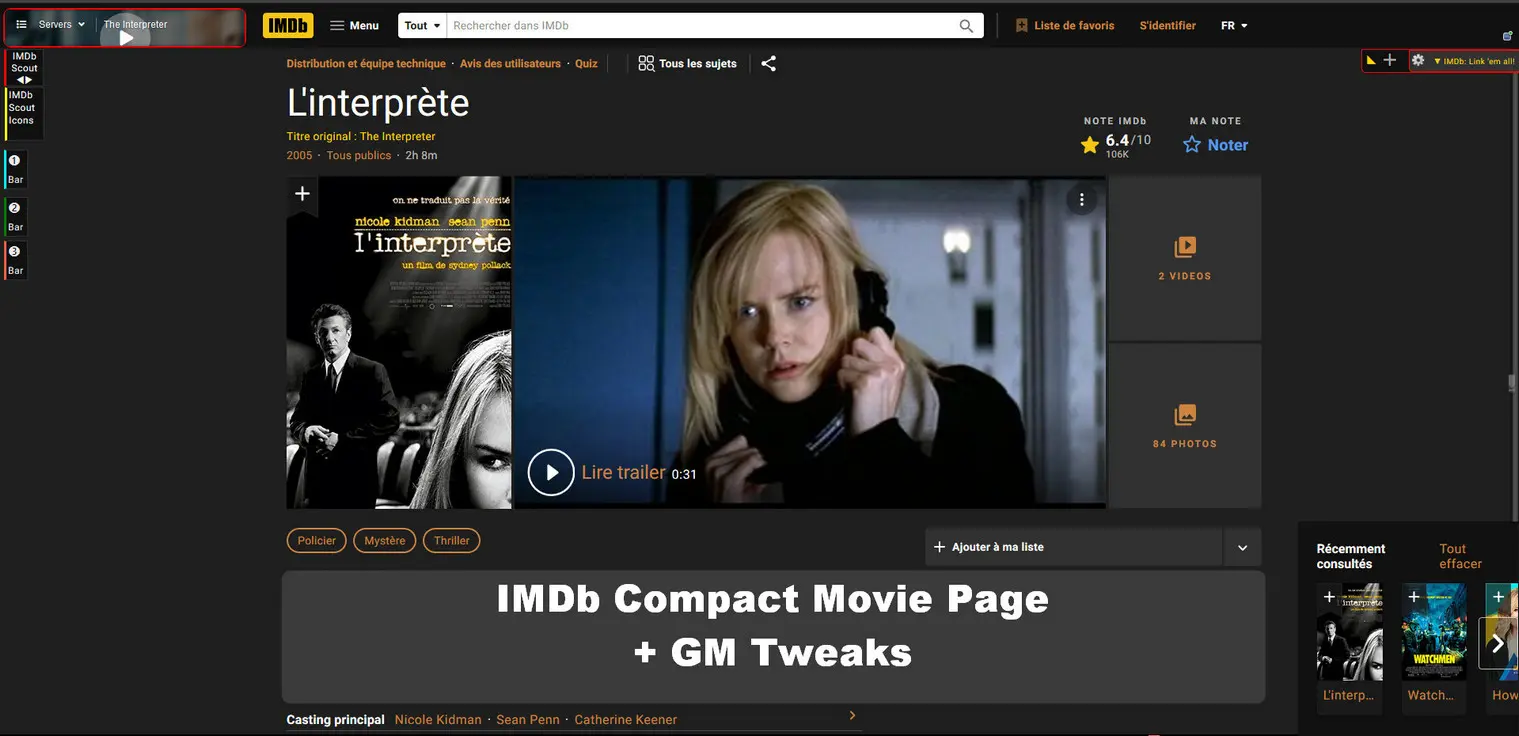 Servers
The Interpreter
IMDb
Menu
Tout
Rechercher dans IMDb
Liste de favoris
S'identifier
FR
IMDb
Scout
IMDb
Scout
Icons
1
Bar
2
Bar
3
Bar
Distribution et équipe technique · Avis des utilisateurs · Quiz
Tous les sujets
IMDb: Link 'em all!
L'interprète
Titre original : The Interpreter
2005 · Tous publics · 2h 8m
NOTE IMDb
6.4/10
106K
MA NOTE
Noter
on ne traduit pas la vérité
nicole kidman sean penn
l'interprète
un film de sydney pollack
Lire trailer 0:31
2 VIDEOS
84 PHOTOS
Policier
Mystère
Thriller
Ajouter à ma liste
IMDb Compact Movie Page
+ GM Tweaks
Casting principal Nicole Kidman · Sean Penn · Catherine Keener
Récemment
consultés
Tout
effacer
interprète
WATCHMEN
L'interp...
Watch...
How